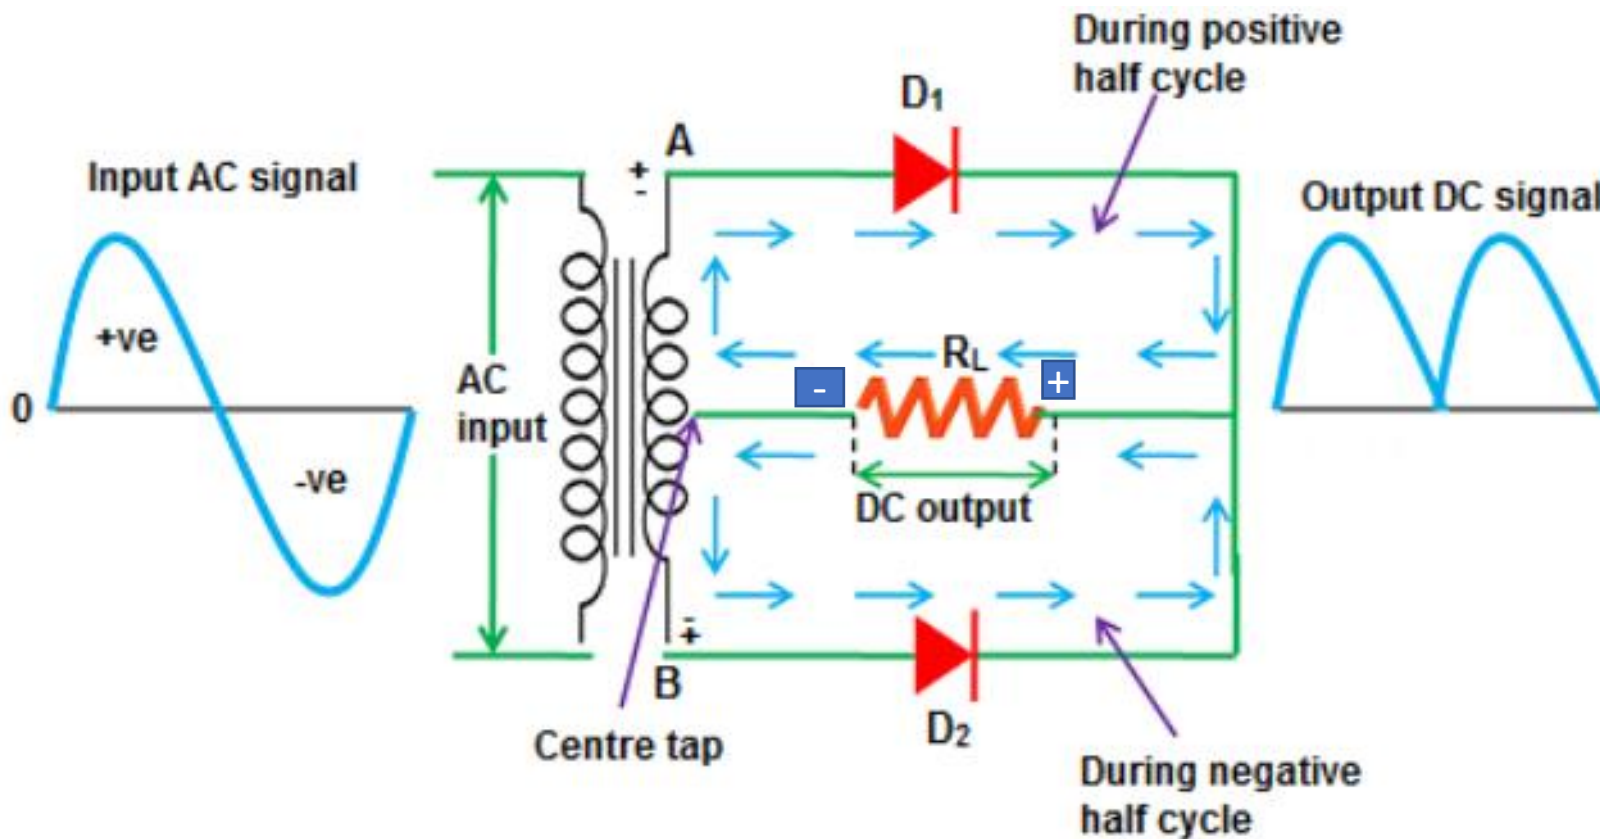 During positive
half cycle
D₁
A
Input AC signal
+
-
Output DC signal
+ve
RL
-
+
0
AC
input
-ve
DC output
-
+
B
D₂
Centre tap
During negative
half cycle